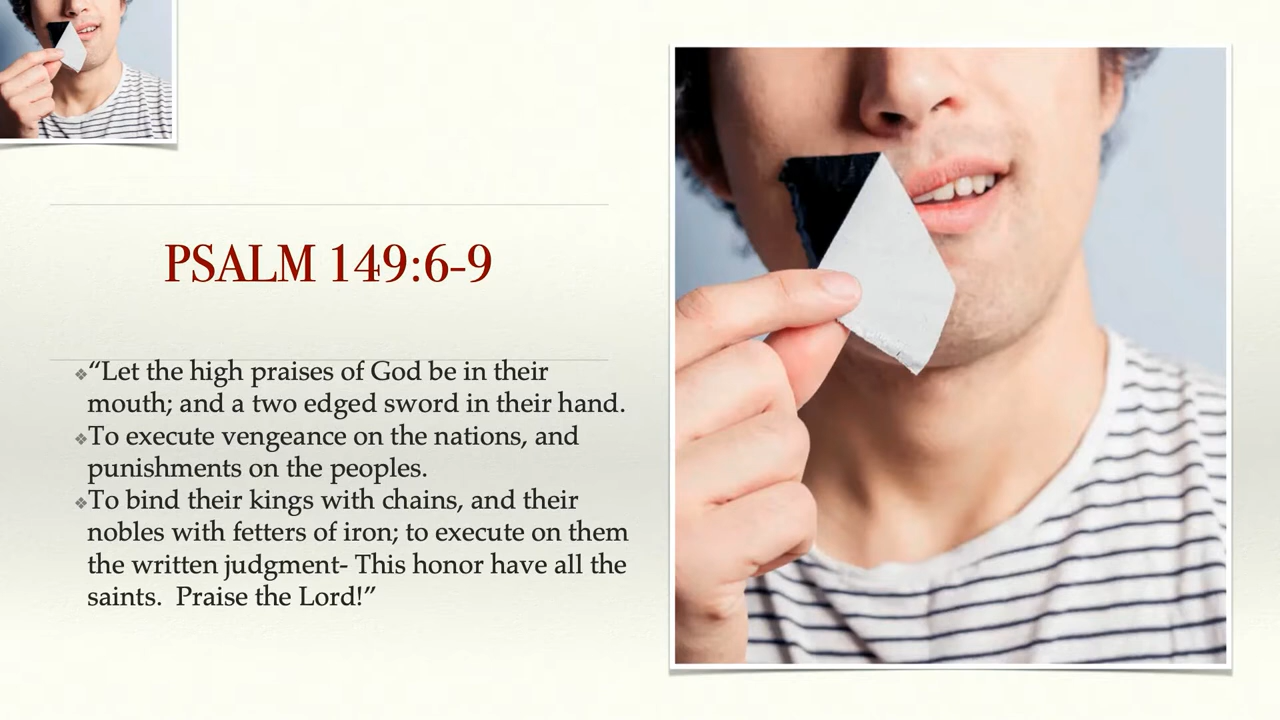 PSALM 149:6-9
❖“Let the high praises of God be in their
mouth; and a two edged sword in their hand.
❖To execute vengeance on the nations, and
punishments on the peoples.
❖To bind their kings with chains, and their
nobles with fetters of iron; to execute on them
the written judgment- This honor have all the
saints.  Praise the Lord!”